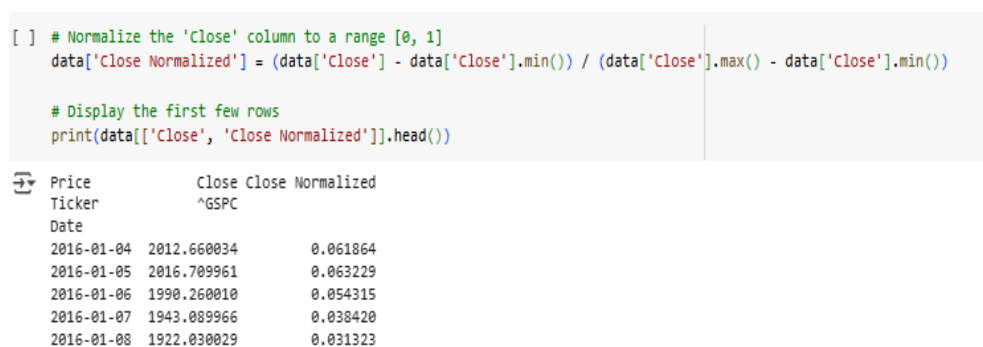 [ ] # Normalize the 'Close' column to a range [0, 1]
data['Close Normalized'] = (data['Close'] - data['Close'].min()) / (data['Close'].max() - data['Close'].min())
# Display the first few rows
print(data[['Close', 'Close Normalized']].head())
Price Close Close Normalized
Ticker ^GSPC
Date
2016-01-04 2012.660034 0.061864
2016-01-05 2016.709961 0.063229
2016-01-06 1990.260010 0.054315
2016-01-07 1943.089966 0.038420
2016-01-08 1922.030029 0.031323